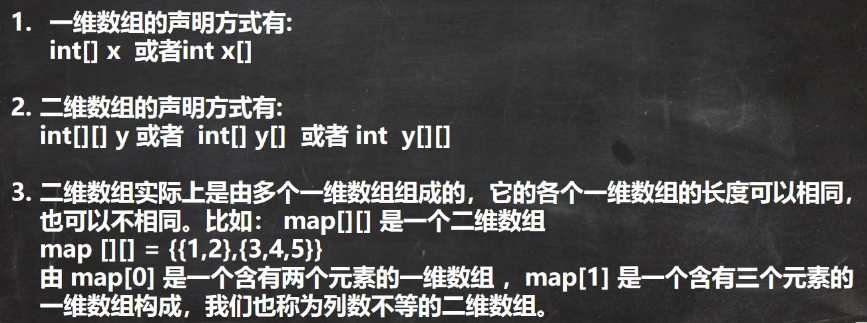 1. 一维数组的声明方式有:
int[] x 或者int x[]
2. 二维数组的声明方式有:
int[][] y 或者 int[] y[] 或者 int y[][]
3. 二维数组实际上是由多个一维数组组成的，它的各个一维数组的长度可以相同，
也可以不相同。比如： map[][] 是一个二维数组
map [][] = {{1,2},{3,4,5}}
由 map[0] 是一个含有两个元素的一维数组 ，map[1] 是一个含有三个元素的
一维数组构成，我们也称为列数不等的二维数组。